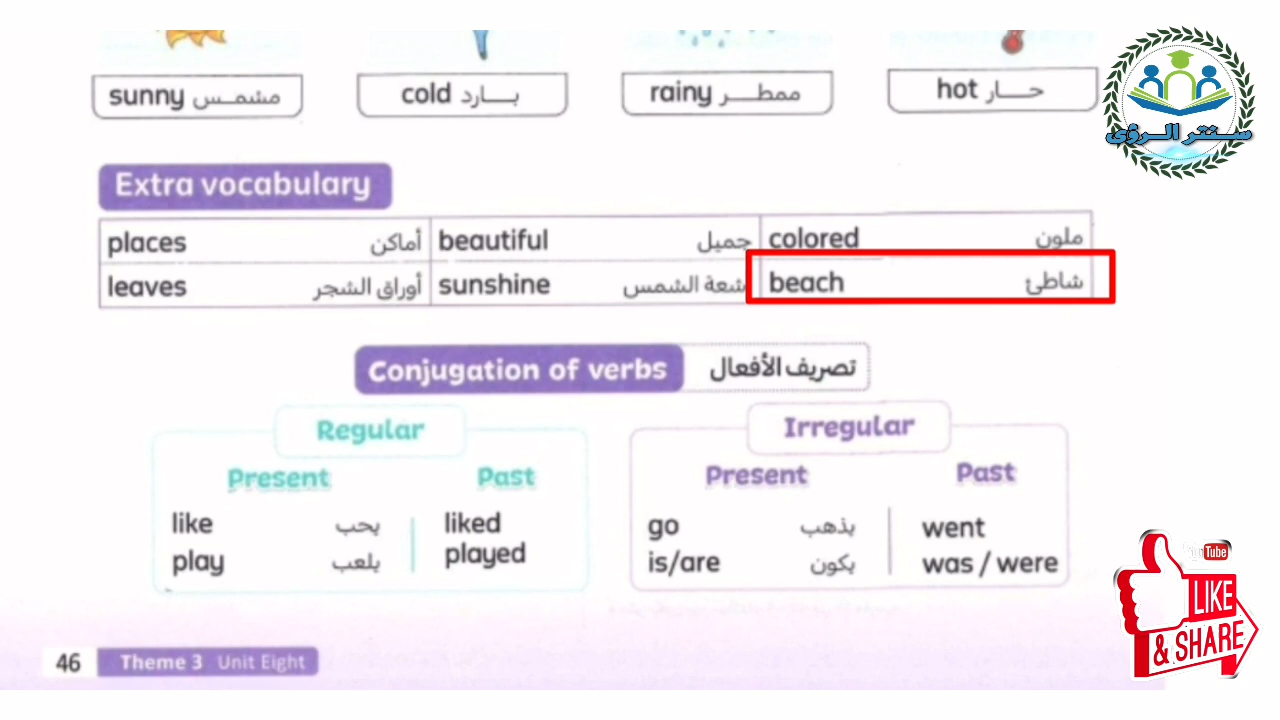 sunny مشمس cold بارد rainy ممطر hot حار
سنتر الرؤى
Extra vocabulary
places أماكن beautiful جميل colored ملون
leaves أوراق الشجر sunshine شعة الشمس beach شاطئ
Conjugation of verbs تصريف الأفعال
Regular
Present Past
like يحب liked
play يلعب played
Irregular
Present Past
go يذهب went
is/are يكون was / were
YouTube
LIKE
& SHARE
46 Theme 3 Unit Eight